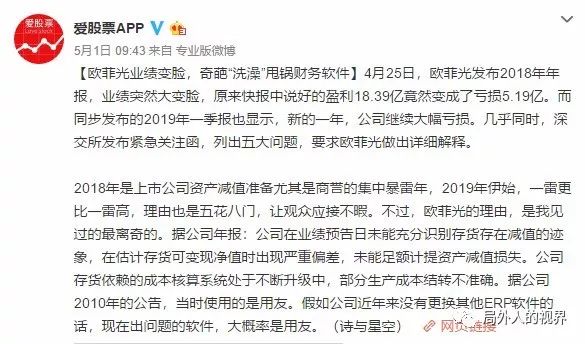 爱股票APP
5月1日 09:43 来自 专业版微博
【欧菲光业绩变脸，奇葩“洗澡”甩锅财务软件】4月25日，欧菲光发布2018年年
报，业绩突然大变脸，原来快报中说好的盈利18.39亿竟然变成了亏损5.19亿。而
同步发布的2019年一季报也显示，新的一年，公司继续大幅亏损。几乎同时，深
交所发布紧急关注函，列出五大问题，要求欧菲光做出详细解释。
2018年是上市公司资产减值准备尤其是商誉的集中暴雷年，2019年伊始，一雷更
比一雷高，理由也是五花八门，让观众应接不暇。不过，欧菲光的理由，是我见
过的最离奇的。据公司年报：公司在业绩预告日未能充分识别存货存在减值的迹
象，在估计存货可变现净值时出现严重偏差，未能足额计提资产减值损失。公司
存货依赖的成本核算系统处于不断升级中，部分生产成本结转不准确。据公司
2010年的公告，当时使用的是用友。假如公司近年来没有更换其他ERP软件的
话，现在出问题的软件，大概率是用友。（诗与星空） 网页链接
局外人的视界